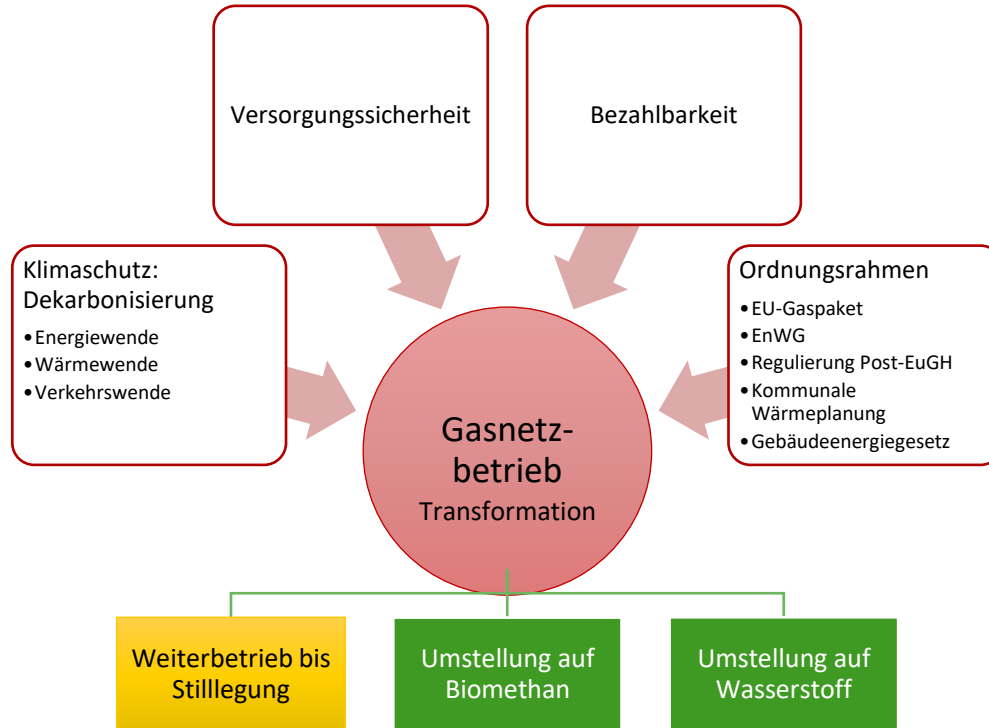 Versorgungssicherheit
Bezahlbarkeit
Klimaschutz:
Dekarbonisierung
•Energiewende
•Wärmewende
•Verkehrswende
Ordnungsrahmen
•EU-Gaspaket
•EnWG
•Regulierung Post-EuGH
•Kommunale
Wärmeplanung
•Gebäudeenergiegesetz
Gasnetz-
betrieb
Transformation
Weiterbetrieb bis
Stilllegung
Umstellung auf
Biomethan
Umstellung auf
Wasserstoff